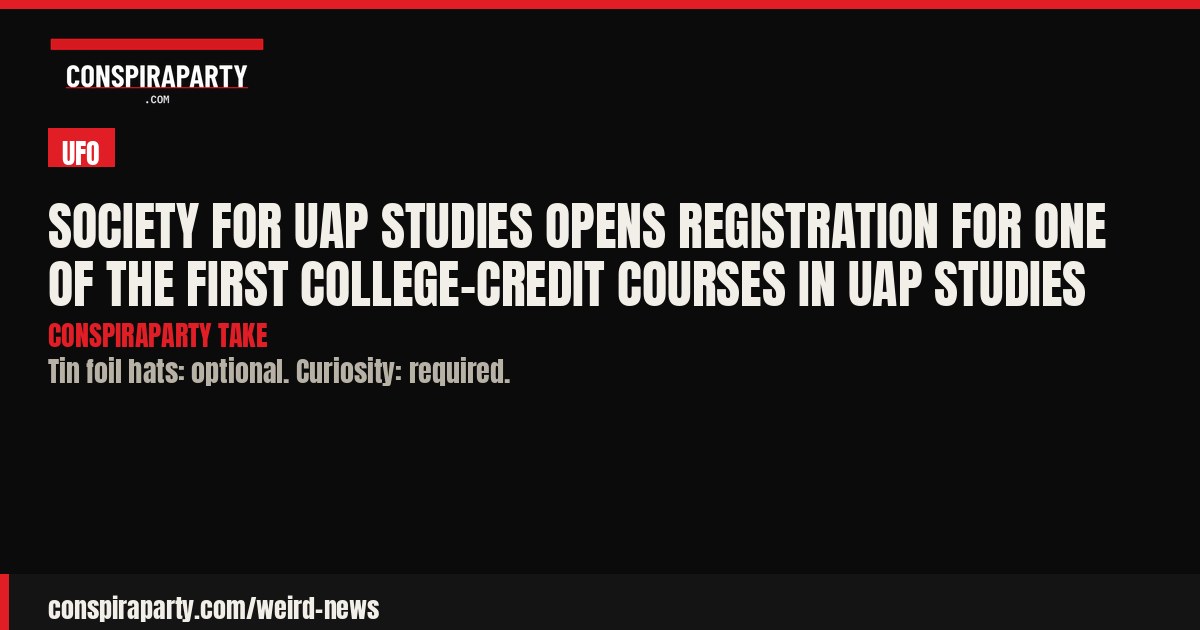 CONSPIRAPARTY
.COM
UFO
SOCIETY FOR UAP STUDIES OPENS REGISTRATION FOR ONE
OF THE FIRST COLLEGE-CREDIT COURSES IN UAP STUDIES
CONSPIRAPARTY TAKE
Tin foil hats: optional. Curiosity: required.
conspiraparty.com/weird-news